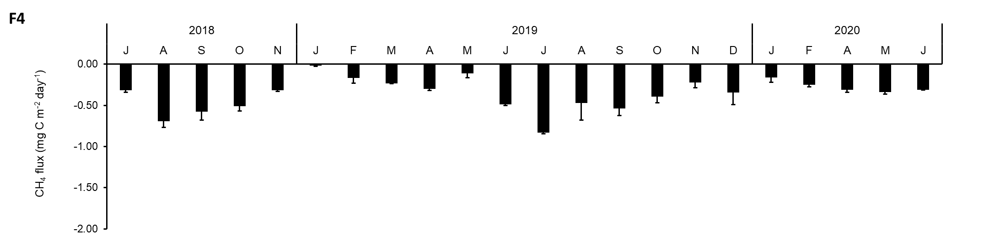 F4
2018 2019 2020
J A S O N J F M A M J J A S O N D J F A M J
0.00
-0.50
-1.00
-1.50
-2.00
CH₄ flux (mg C m⁻² day⁻¹)